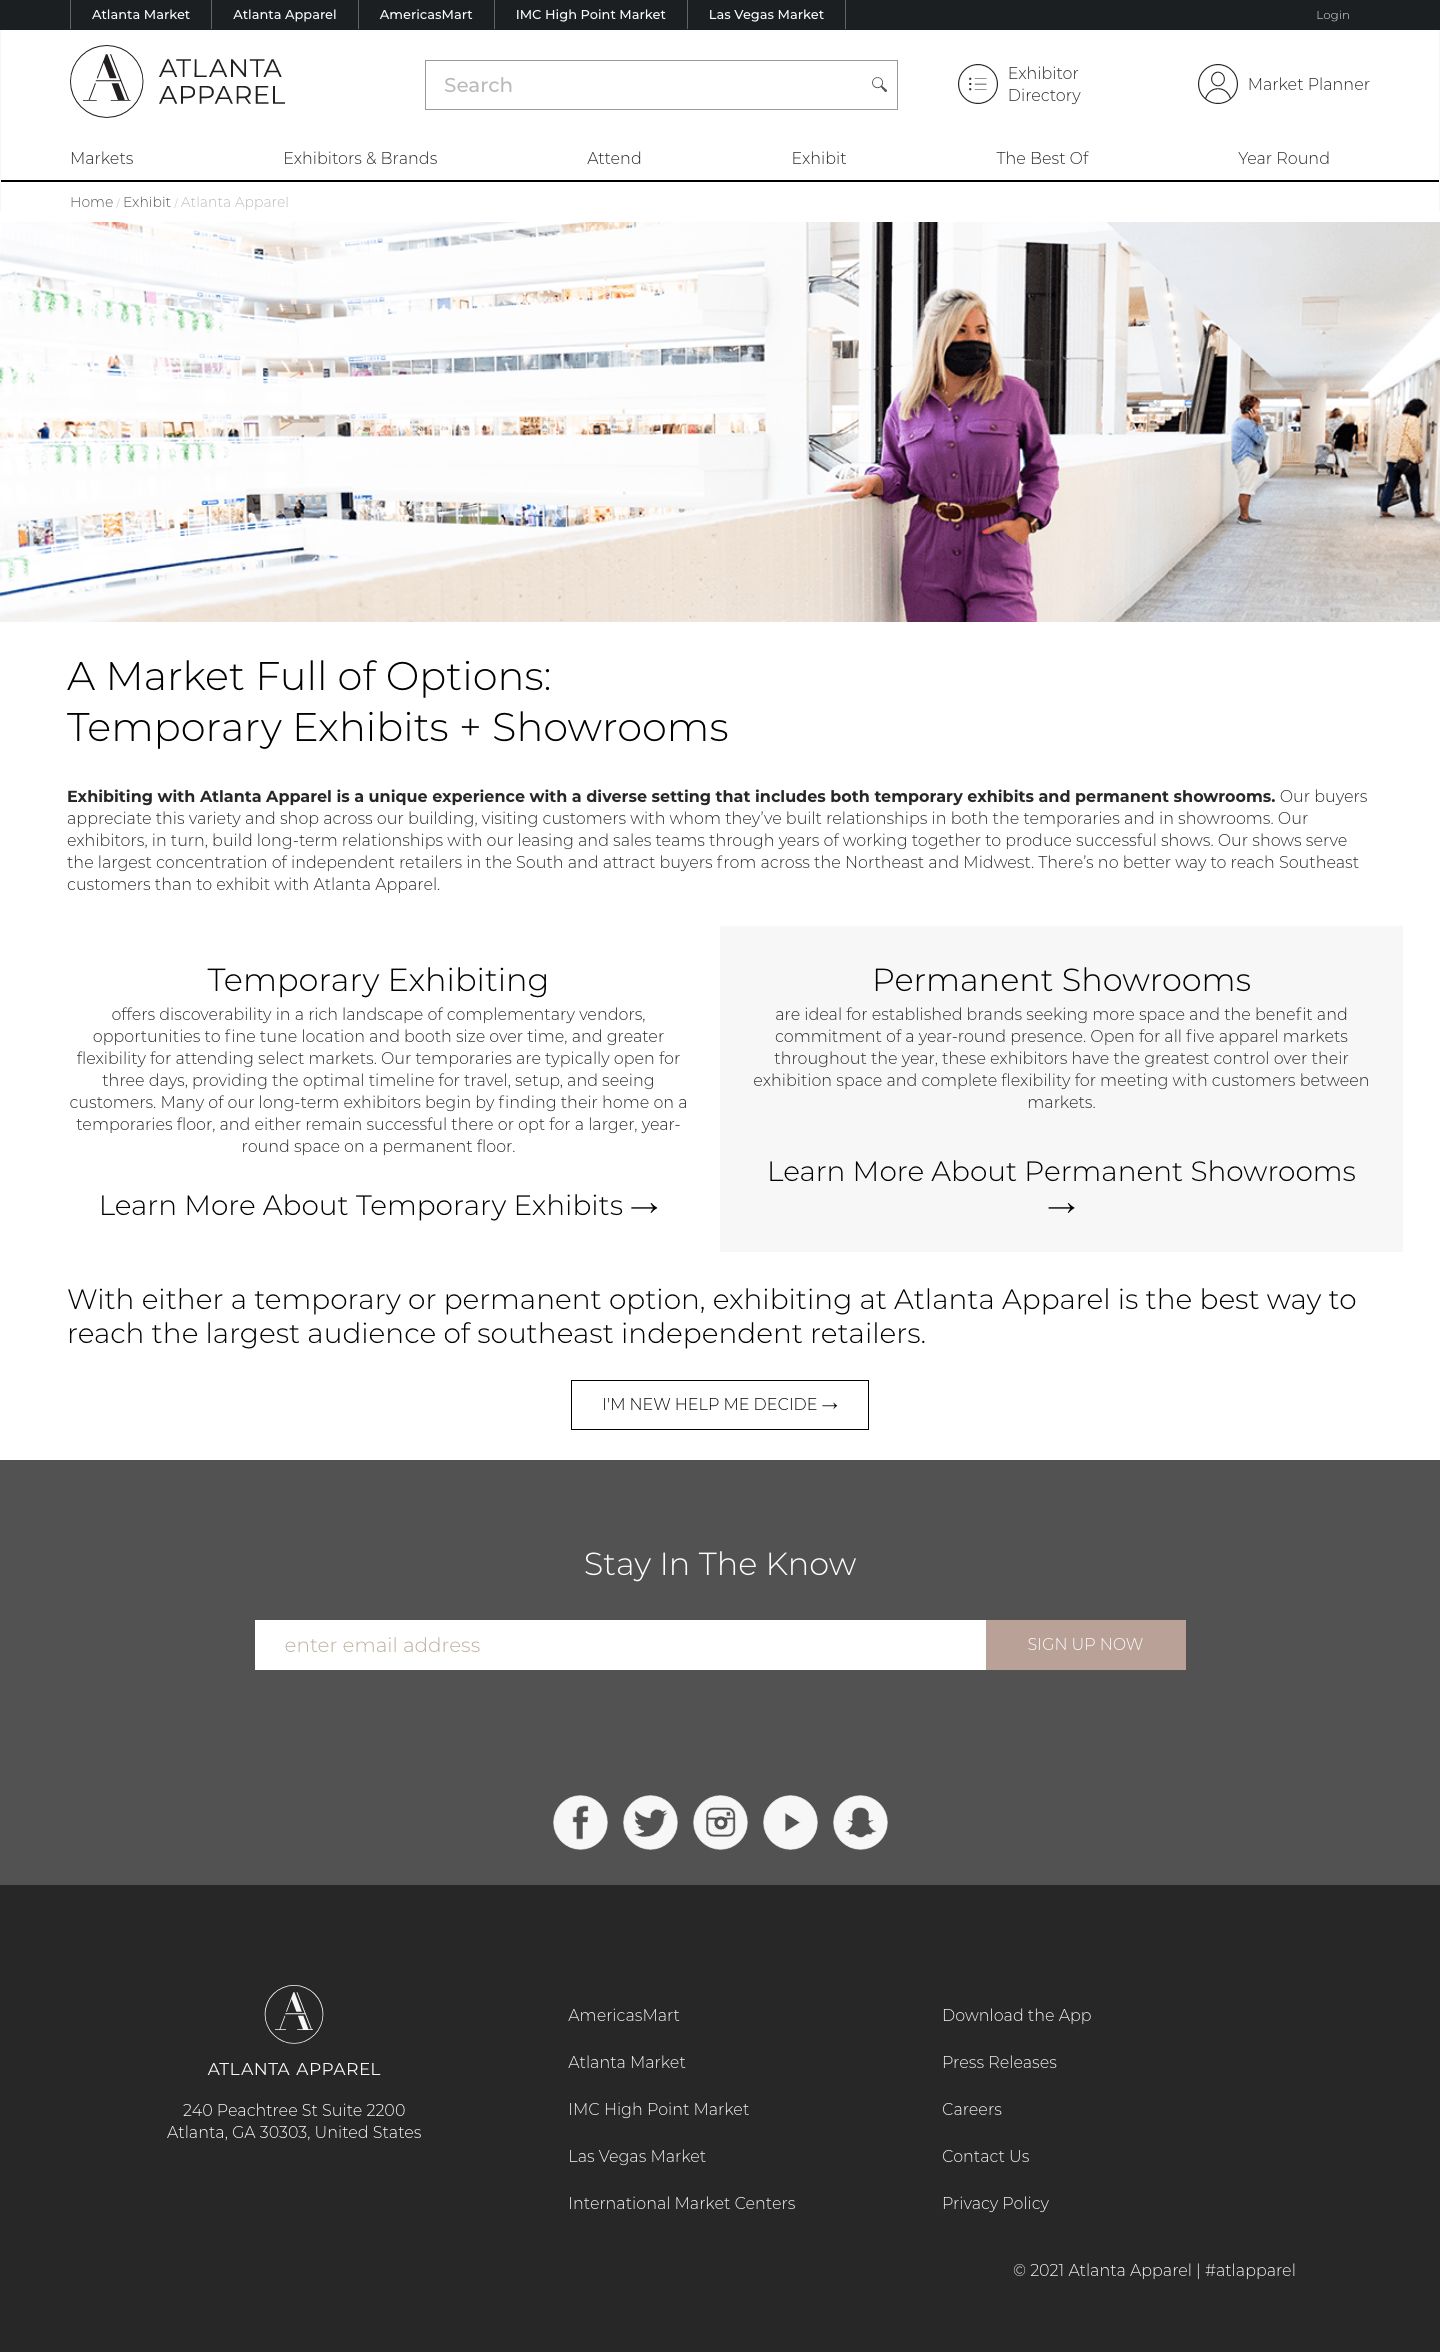 Atlanta Market
Atlanta Apparel
AmericasMart
IMC High Point Market
Las Vegas Market
Login
ATLANTA
APPAREL
Search
Exhibitor
Directory
Market Planner
Markets
Exhibitors & Brands
Attend
Exhibit
The Best Of
Year Round
Home / Exhibit / Atlanta Apparel
A Market Full of Options:
Temporary Exhibits + Showrooms
Exhibiting with Atlanta Apparel is a unique experience with a diverse setting that includes both temporary exhibits and permanent showrooms. Our buyers
appreciate this variety and shop across our building, visiting customers with whom they’ve built relationships in both the temporaries and in showrooms. Our
exhibitors, in turn, build long-term relationships with our leasing and sales teams through years of working together to produce successful shows. Our shows serve
the largest concentration of independent retailers in the South and attract buyers from across the Northeast and Midwest. There’s no better way to reach Southeast
customers than to exhibit with Atlanta Apparel.
Temporary Exhibiting
offers discoverability in a rich landscape of complementary vendors,
opportunities to fine tune location and booth size over time, and greater
flexibility for attending select markets. Our temporaries are typically open for
three days, providing the optimal timeline for travel, setup, and seeing
customers. Many of our long-term exhibitors begin by finding their home on a
temporaries floor, and either remain successful there or opt for a larger, year-
round space on a permanent floor.
Learn More About Temporary Exhibits →
Permanent Showrooms
are ideal for established brands seeking more space and the benefit and
commitment of a year-round presence. Open for all five apparel markets
throughout the year, these exhibitors have the greatest control over their
exhibition space and complete flexibility for meeting with customers between
markets.
Learn More About Permanent Showrooms
→
With either a temporary or permanent option, exhibiting at Atlanta Apparel is the best way to
reach the largest audience of southeast independent retailers.
I'M NEW HELP ME DECIDE →
Stay In The Know
enter email address
SIGN UP NOW
ATLANTA APPAREL
240 Peachtree St Suite 2200
Atlanta, GA 30303, United States
AmericasMart
Atlanta Market
IMC High Point Market
Las Vegas Market
International Market Centers
Download the App
Press Releases
Careers
Contact Us
Privacy Policy
© 2021 Atlanta Apparel | #atlapparel